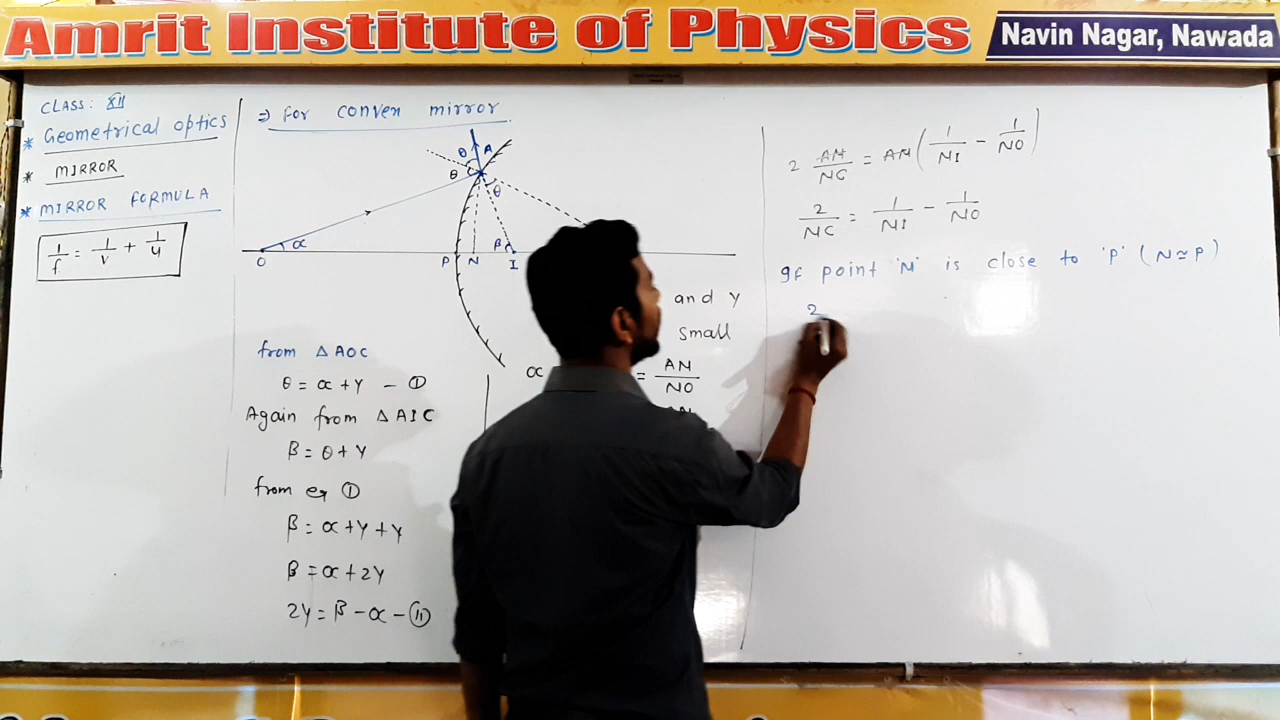 Amrit Institute of Physics
Navin Nagar, Nawada
CLASS: XII
* Geometrical optics
* MIRROR
* MIRROR FORMULA
1/f = 1/v + 1/u
⇒ For convex mirror
θ A
θ
θ
α
β
O P N I
from △AOC
θ = α + γ - ①
Again from △AIC
β = θ + γ
from eq ①
β = α + γ + γ
β = α + 2γ
2γ = β - α - ⑪
and γ
small
α = AN/NO
2 AN/NC = AN (1/NI - 1/NO)
2/NC = 1/NI - 1/NO
If point 'N' is close to 'P' (N ≃ P)
2